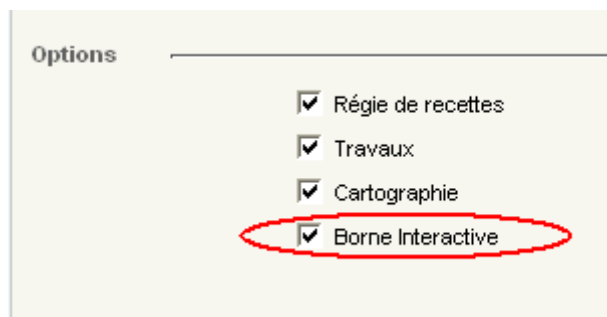 Options
Régie de recettes
Travaux
Cartographie
Borne Interactive